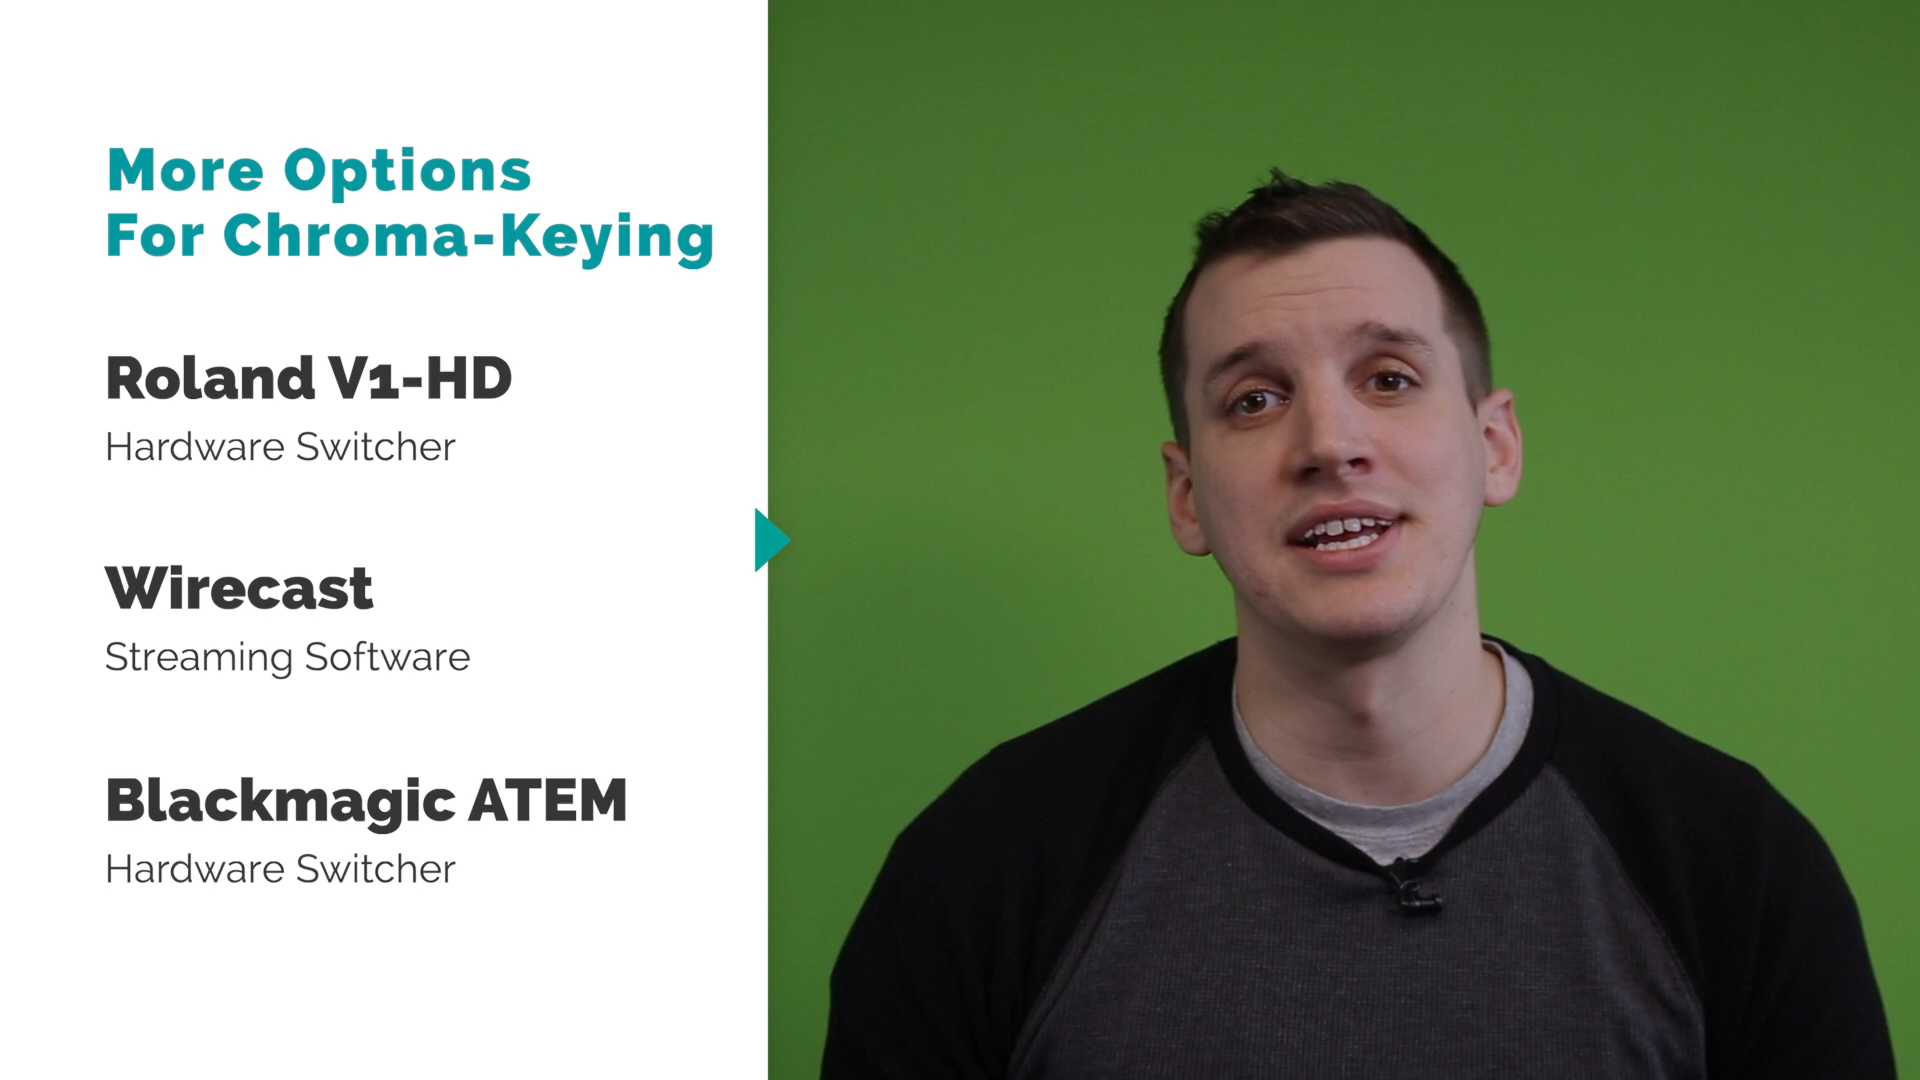 More Options
For Chroma-Keying
Roland V1-HD
Hardware Switcher
Wirecast
Streaming Software
Blackmagic ATEM
Hardware Switcher